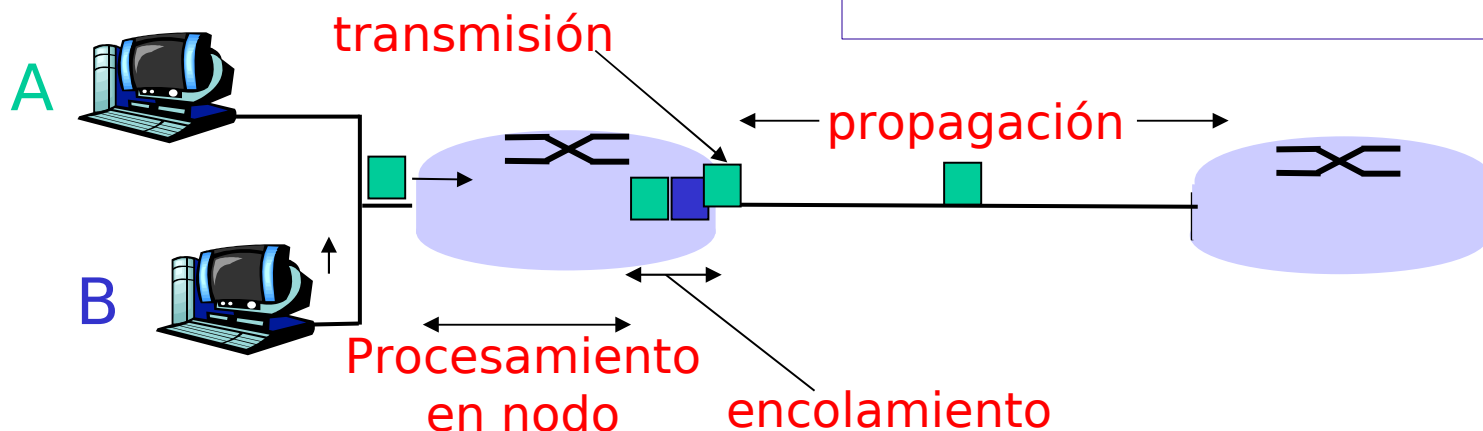 transmisión
A
propagación
B
Procesamiento
en nodo
encolamiento